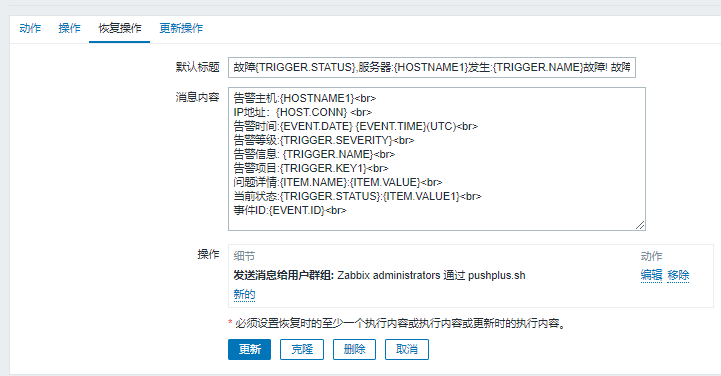 动作 操作 恢复操作 更新操作
默认标题 故障{TRIGGER.STATUS},服务器:{HOSTNAME1}发生:{TRIGGER.NAME}故障! 故障
消息内容 告警主机:{HOSTNAME1}<br>
IP地址：{HOST.CONN} <br>
告警时间:{EVENT.DATE} {EVENT.TIME}(UTC)<br>
告警等级:{TRIGGER.SEVERITY}<br>
告警信息: {TRIGGER.NAME}<br>
告警项目:{TRIGGER.KEY1}<br>
问题详情:{ITEM.NAME}:{ITEM.VALUE}<br>
当前状态:{TRIGGER.STATUS}:{ITEM.VALUE1}<br>
事件ID:{EVENT.ID}<br>
操作 细节 动作
发送消息给用户群组: Zabbix administrators 通过 pushplus.sh 编辑 移除
新的
* 必须设置恢复时的至少一个执行内容或执行内容或更新时的执行内容。
更新 克隆 删除 取消